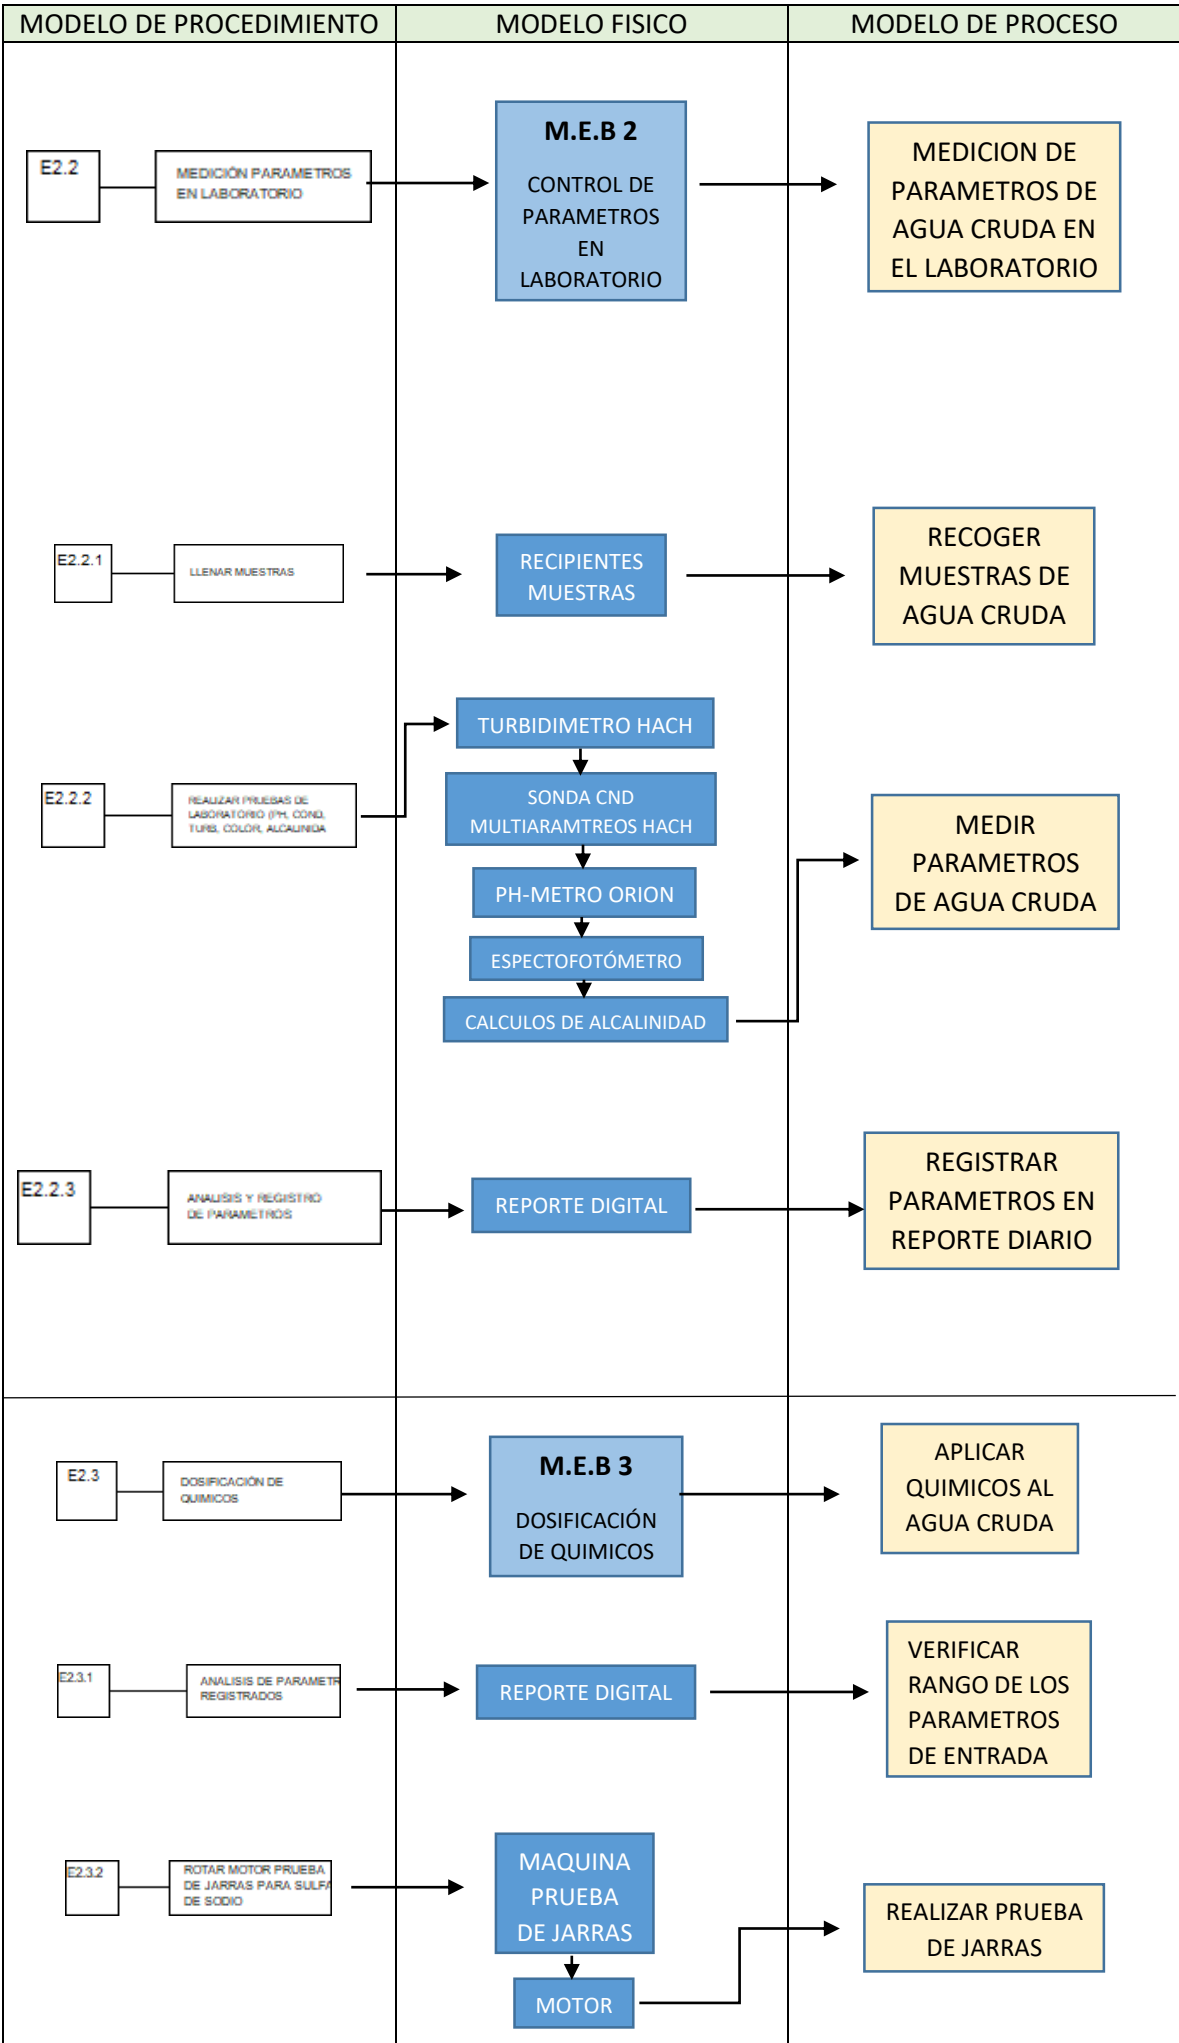 MODELO DE PROCEDIMIENTO
MODELO FISICO
MODELO DE PROCESO
E2.2
MEDICIÓN PARAMETROS
EN LABORATORIO
M.E.B 2
CONTROL DE
PARAMETROS
EN
LABORATORIO
MEDICION DE
PARAMETROS DE
AGUA CRUDA EN
EL LABORATORIO
E2.2.1
LLENAR MUESTRAS
RECIPIENTES
MUESTRAS
RECOGER
MUESTRAS DE
AGUA CRUDA
E2.2.2
REALIZAR PRUEBAS DE
LABORATORIO (PH, COND,
TURB, COLOR, ALCALINIDA
TURBIDIMETRO HACH
SONDA CND
MULTIARAMTREOS HACH
PH-METRO ORION
ESPECTOFOTÓMETRO
CALCULOS DE ALCALINIDAD
MEDIR
PARAMETROS
DE AGUA CRUDA
E2.2.3
ANALISIS Y REGISTRO
DE PARAMETROS
REPORTE DIGITAL
REGISTRAR
PARAMETROS EN
REPORTE DIARIO
E2.3
DOSIFICACIÓN DE
QUIMICOS
M.E.B 3
DOSIFICACIÓN
DE QUIMICOS
APLICAR
QUIMICOS AL
AGUA CRUDA
E2.3.1
ANALISIS DE PARAMETR
REGISTRADOS
REPORTE DIGITAL
VERIFICAR
RANGO DE LOS
PARAMETROS
DE ENTRADA
E2.3.2
ROTAR MOTOR PRUEBA
DE JARRAS PARA SULFA
DE SODIO
MAQUINA
PRUEBA
DE JARRAS
MOTOR
REALIZAR PRUEBA
DE JARRAS